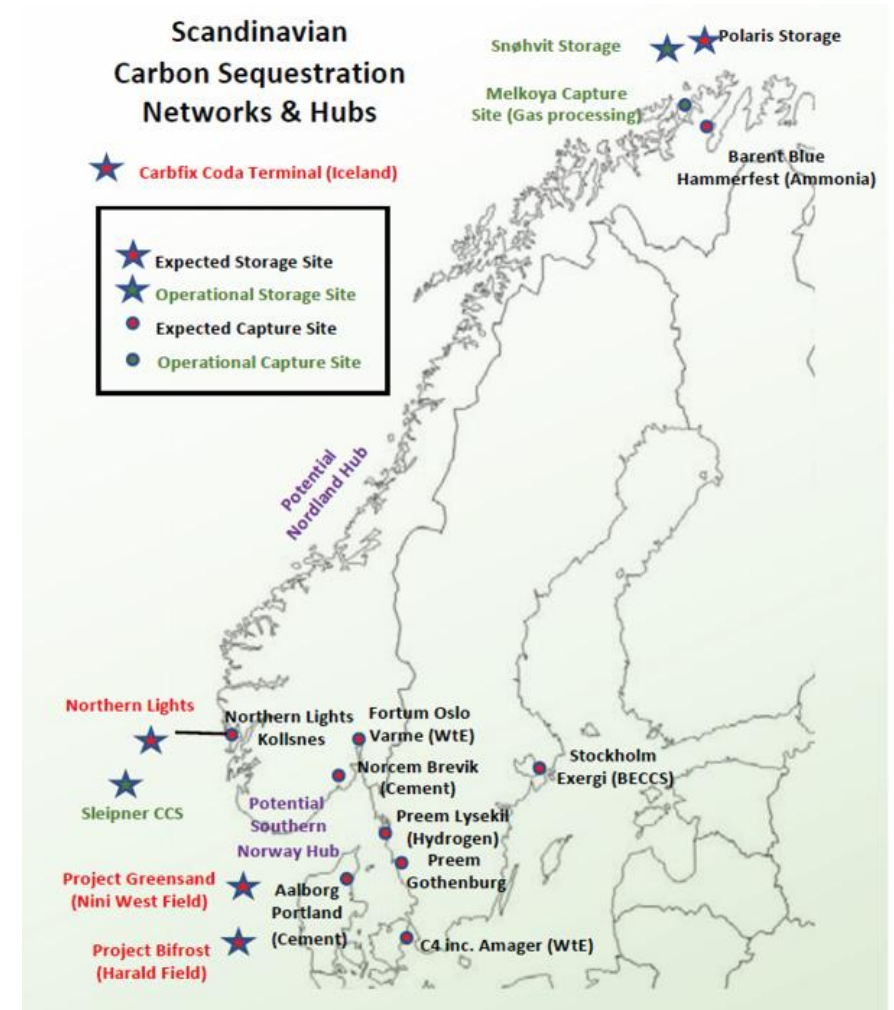 Scandinavian
Carbon Sequestration
Networks & Hubs
Snøhvit Storage
Polaris Storage
Melkoya Capture
Site (Gas processing)
Barent Blue
Hammerfest (Ammonia)
Carbfix Coda Terminal (Iceland)
Expected Storage Site
Operational Storage Site
Expected Capture Site
Operational Capture Site
Potential
Nordland Hub
Northern Lights
Northern Lights
Kollsnes
Fortum Oslo
Varme (WtE)
Norcem Brevik
(Cement)
Stockholm
Exergi (BECCS)
Sleipner CCS
Potential
Southern
Norway Hub
Preem Lysekil
(Hydrogen)
Preem
Gothenburg
Project Greensand
(Nini West Field)
Aalborg
Portland
(Cement)
Project Bifrost
(Harald Field)
C4 inc. Amager (WtE)